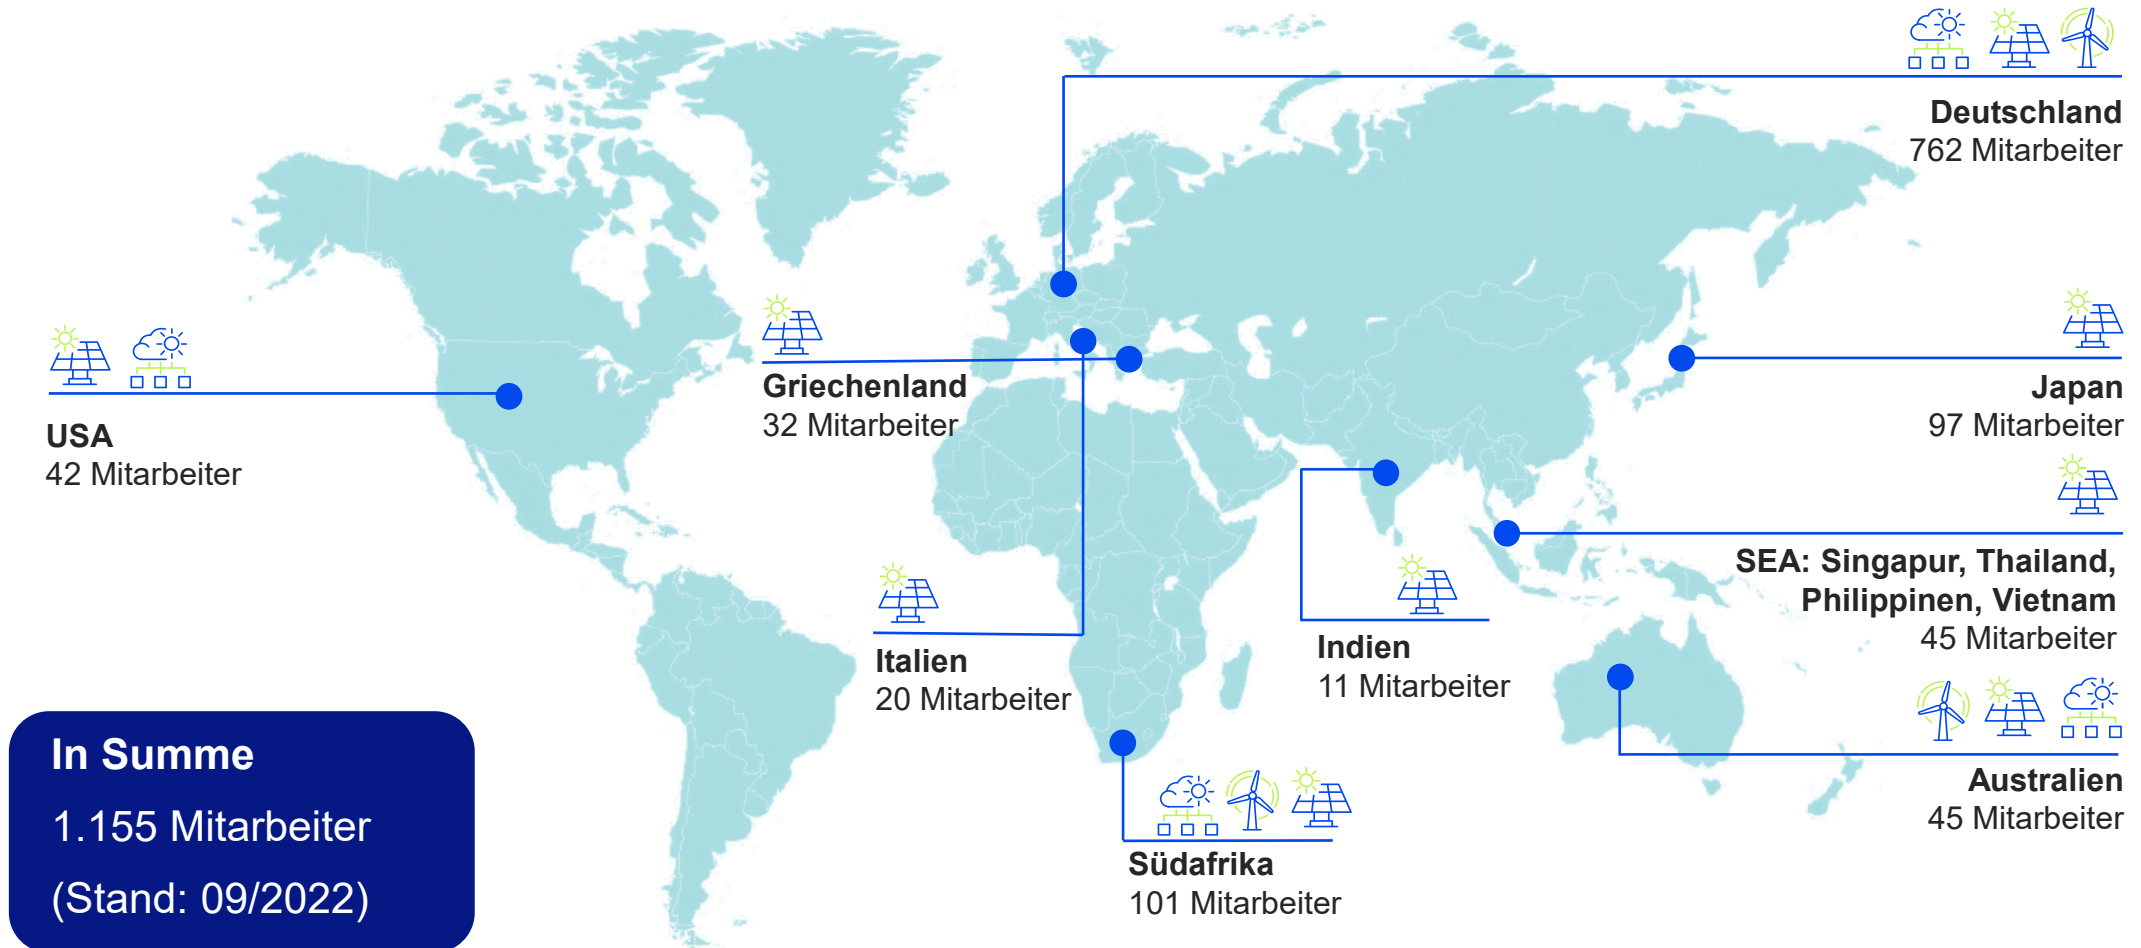 Deutschland
762 Mitarbeiter
Griechenland
32 Mitarbeiter
Japan
97 Mitarbeiter
USA
42 Mitarbeiter
SEA: Singapur, Thailand,
Philippinen, Vietnam
45 Mitarbeiter
Italien
20 Mitarbeiter
Indien
11 Mitarbeiter
Australien
45 Mitarbeiter
Südafrika
101 Mitarbeiter
In Summe
1.155 Mitarbeiter
(Stand: 09/2022)